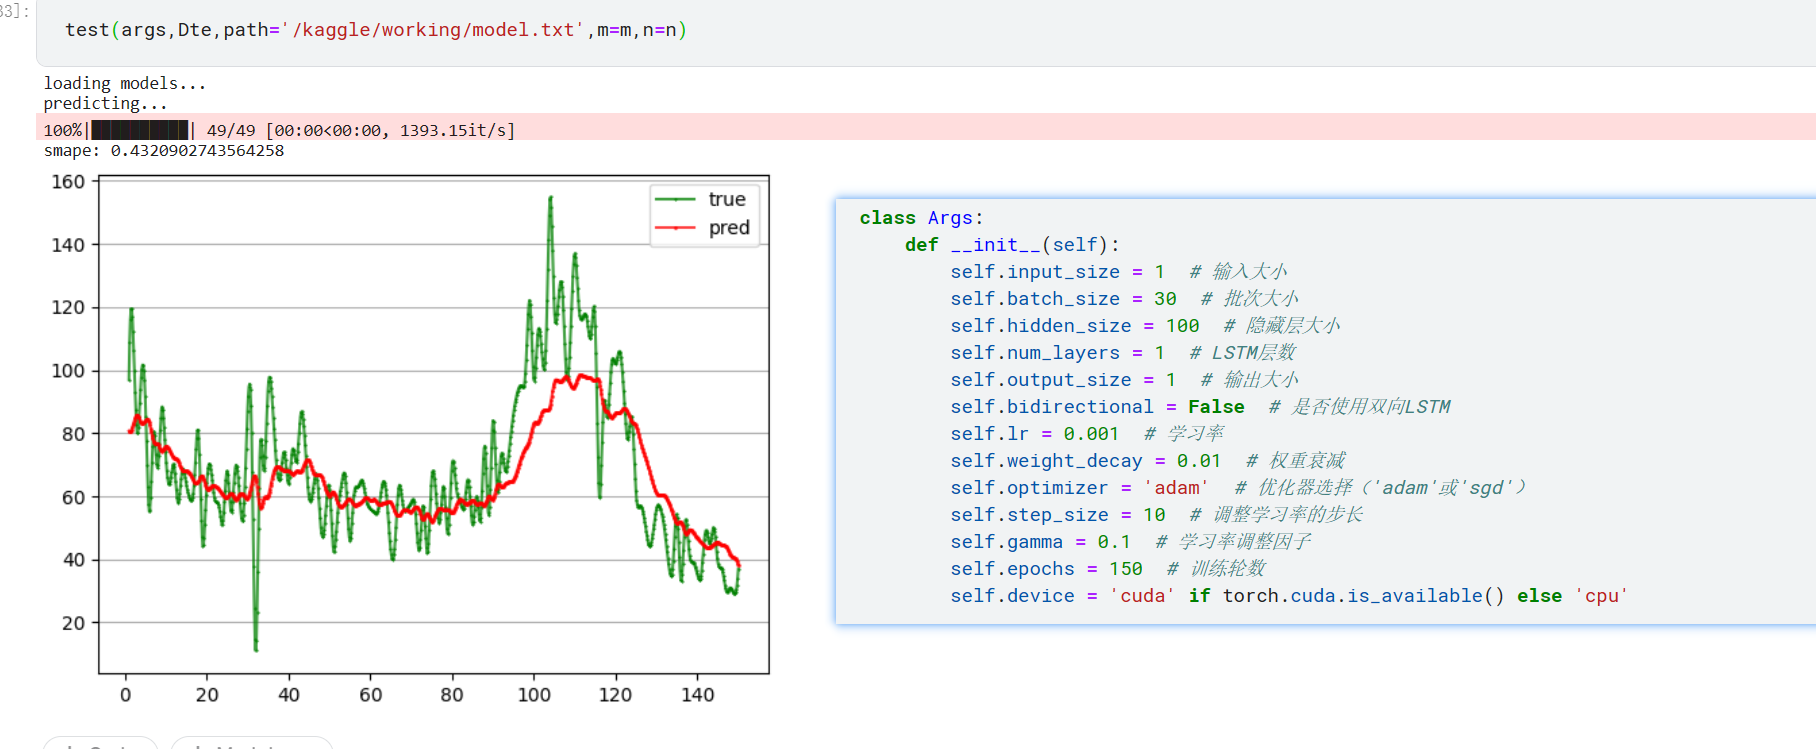 33]:
test(args,Dte,path='/kaggle/working/model.txt',m=m,n=n)
loading models...
predicting...
100%|██████████| 49/49 [00:00<00:00, 1393.15it/s]
smape: 0.4320902743564258
160
140
120
100
80
60
40
20
true
pred
0 20 40 60 80 100 120 140
class Args:
def __init__(self):
self.input_size = 1  # 输入大小
self.batch_size = 30  # 批次大小
self.hidden_size = 100  # 隐藏层大小
self.num_layers = 1  # LSTM层数
self.output_size = 1  # 输出大小
self.bidirectional = False  # 是否使用双向LSTM
self.lr = 0.001  # 学习率
self.weight_decay = 0.01  # 权重衰减
self.optimizer = 'adam'  # 优化器选择（'adam'或'sgd'）
self.step_size = 10  # 调整学习率的步长
self.gamma = 0.1  # 学习率调整因子
self.epochs = 150  # 训练轮数
self.device = 'cuda' if torch.cuda.is_available() else 'cpu'